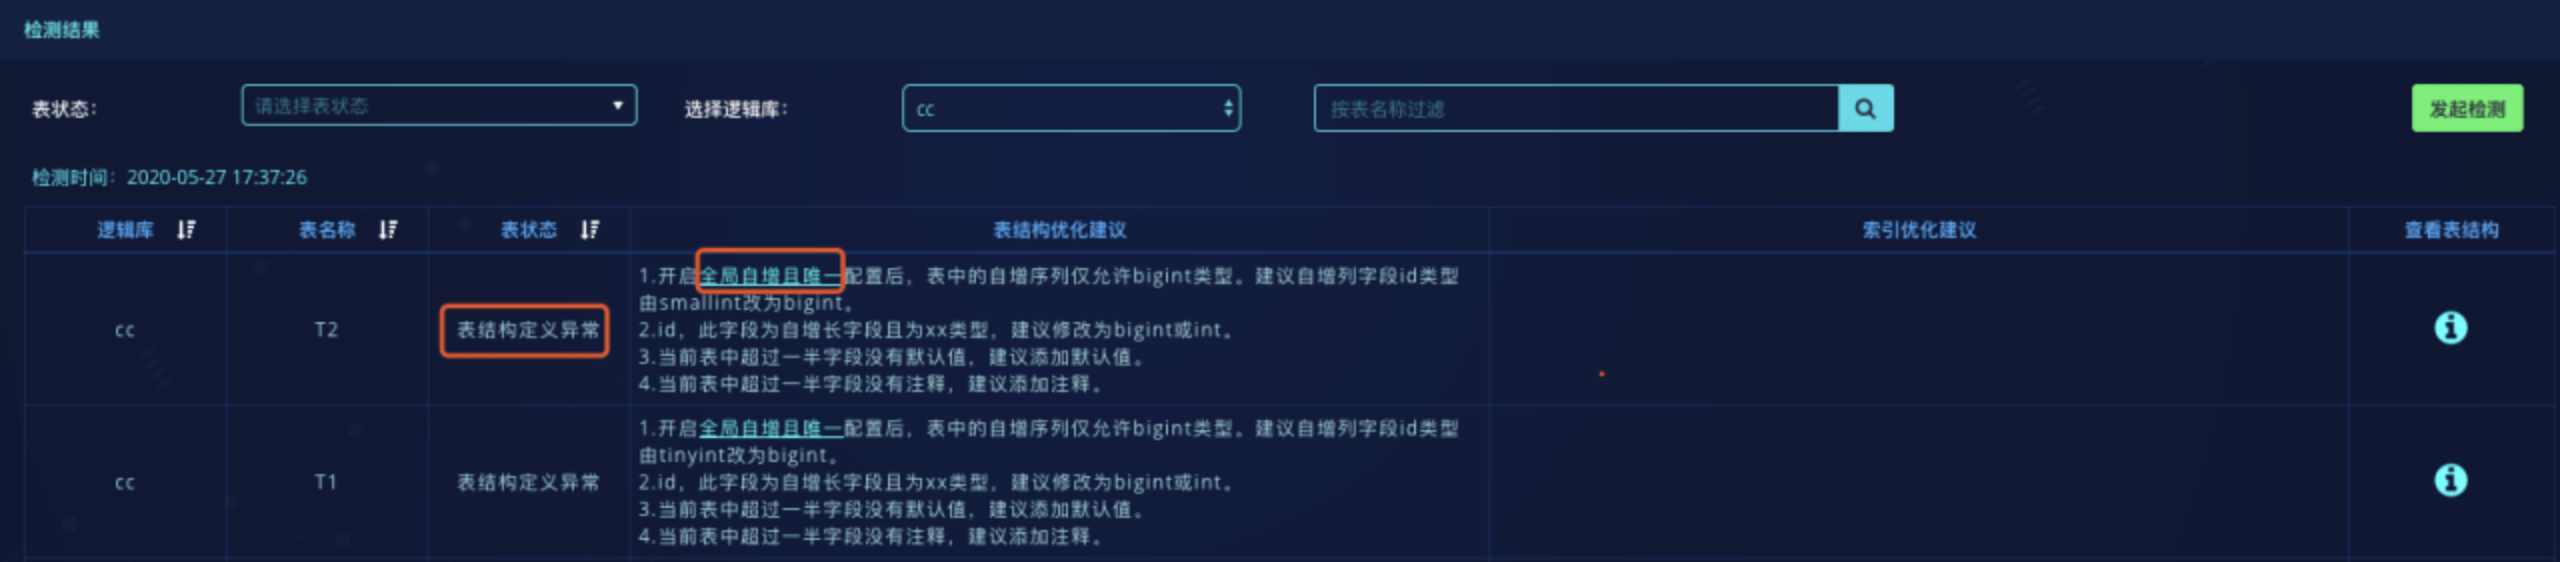 检测结果
表状态: 请选择表状态 选择逻辑库: cc 按表名称过滤 发起检测
检测时间: 2020-05-27 17:37:26
逻辑库 表名称 表状态 表结构优化建议 索引优化建议 查看表结构
1.开启全局自增且唯一配置后，表中的自增序列仅允许bigint类型。建议自增列字段id类型
由smallint改为bigint。
cc T2 表结构定义异常 2.id，此字段为自增长字段且为xx类型，建议修改为bigint或int。
3.当前表中超过一半字段没有默认值，建议添加默认值。
4.当前表中超过一半字段没有注释，建议添加注释。
1.开启全局自增且唯一配置后，表中的自增序列仅允许bigint类型。建议自增列字段id类型
由tinyint改为bigint。
cc T1 表结构定义异常 2.id，此字段为自增长字段且为xx类型，建议修改为bigint或int。
3.当前表中超过一半字段没有默认值，建议添加默认值。
4.当前表中超过一半字段没有注释，建议添加注释。